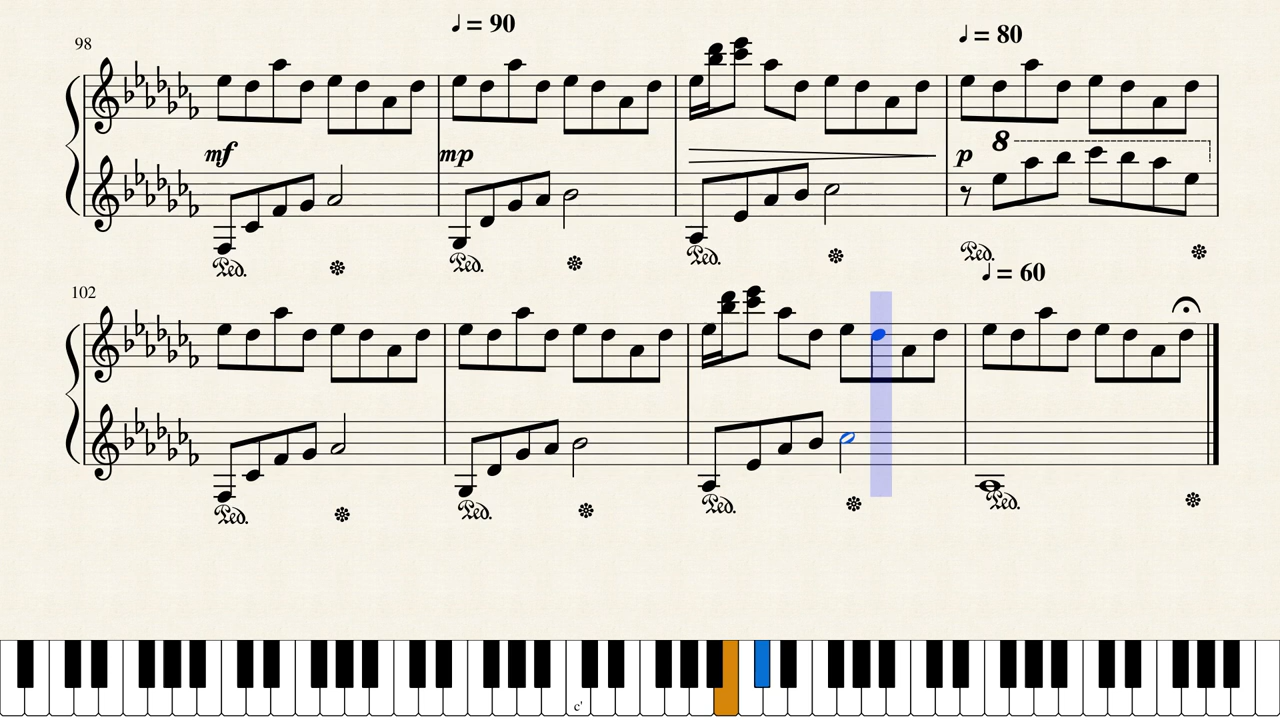 98
♩ = 90
♩ = 80
mf
mp
p
8
Ped.
Ped.
Ped.
Ped.
102
♩ = 60
Ped.
Ped.
Ped.
Ped.
c'